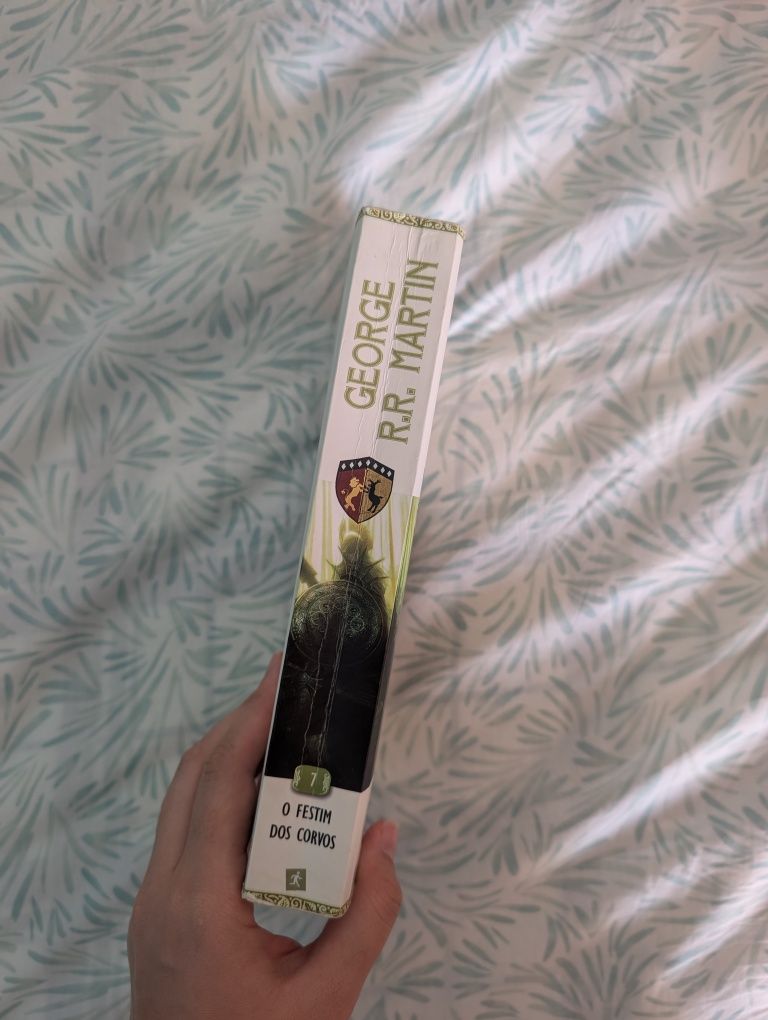 GEORGE
R.R. MARTIN
7
O FESTIM
DOS CORVOS